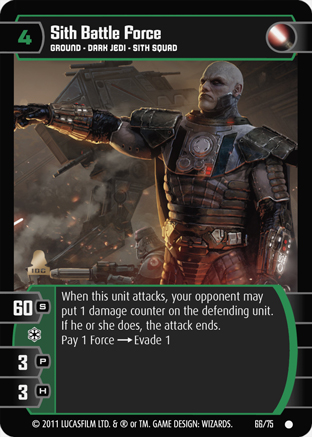 4
Sith Battle Force
GROUND - DARK JEDI - SITH SQUAD
60 S
3 P
3 H
When this unit attacks, your opponent may
put 1 damage counter on the defending unit.
If he or she does, the attack ends.
Pay 1 Force → Evade 1
© 2011 LUCASFILM LTD. & ® or TM. GAME DESIGN: WIZARDS.
66/75